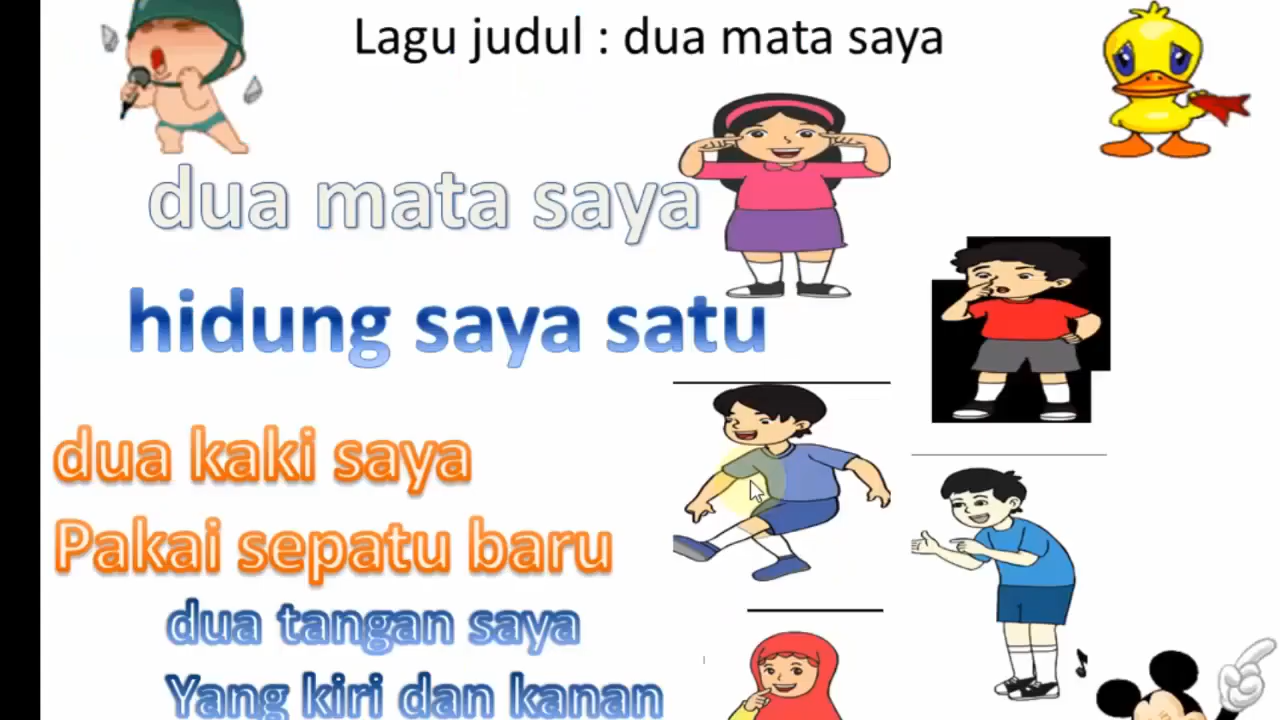 Lagu judul : dua mata saya
dua mata saya
hidung saya satu
dua kaki saya
Pakai sepatu baru
dua tangan saya
Yang kiri dan kanan